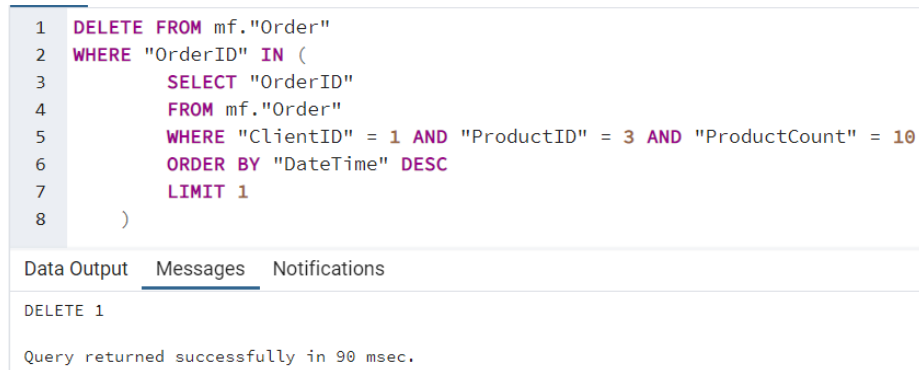 1 DELETE FROM mf."Order"
2 WHERE "OrderID" IN (
3 SELECT "OrderID"
4 FROM mf."Order"
5 WHERE "ClientID" = 1 AND "ProductID" = 3 AND "ProductCount" = 10
6 ORDER BY "DateTime" DESC
7 LIMIT 1
8 )
Data Output Messages Notifications
DELETE 1
Query returned successfully in 90 msec.